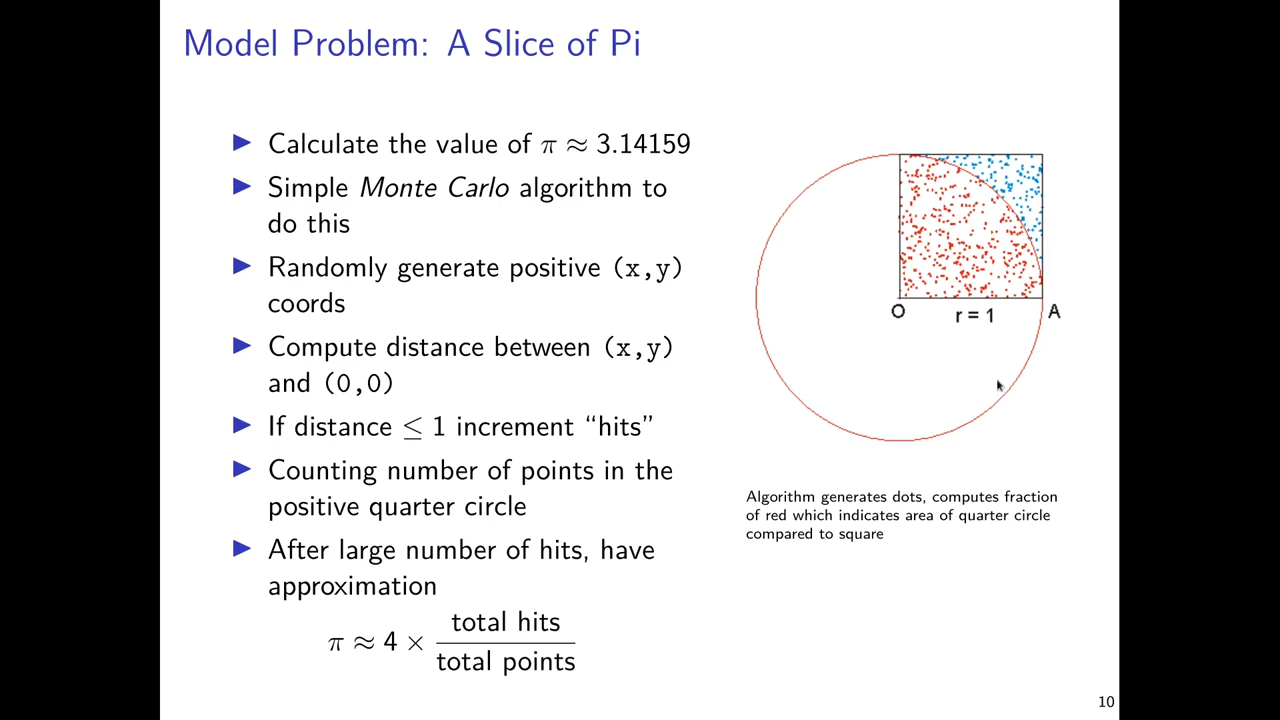 Model Problem: A Slice of Pi
▶ Calculate the value of π ≈ 3.14159
▶ Simple Monte Carlo algorithm to
do this
▶ Randomly generate positive (x,y)
coords
▶ Compute distance between (x,y)
and (0,0)
▶ If distance ≤ 1 increment “hits”
▶ Counting number of points in the
positive quarter circle
▶ After large number of hits, have
approximation
π ≈ 4 × total hits / total points
O
r = 1
A
Algorithm generates dots, computes fraction
of red which indicates area of quarter circle
compared to square
10